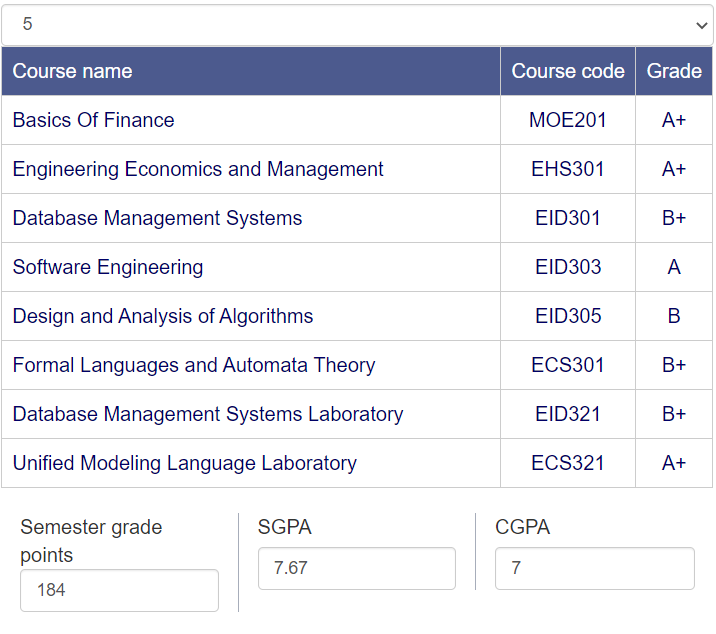 5
Course name Course code Grade
Basics Of Finance MOE201 A+
Engineering Economics and Management EHS301 A+
Database Management Systems EID301 B+
Software Engineering EID303 A
Design and Analysis of Algorithms EID305 B
Formal Languages and Automata Theory ECS301 B+
Database Management Systems Laboratory EID321 B+
Unified Modeling Language Laboratory ECS321 A+
Semester grade points
184
SGPA
7.67
CGPA
7